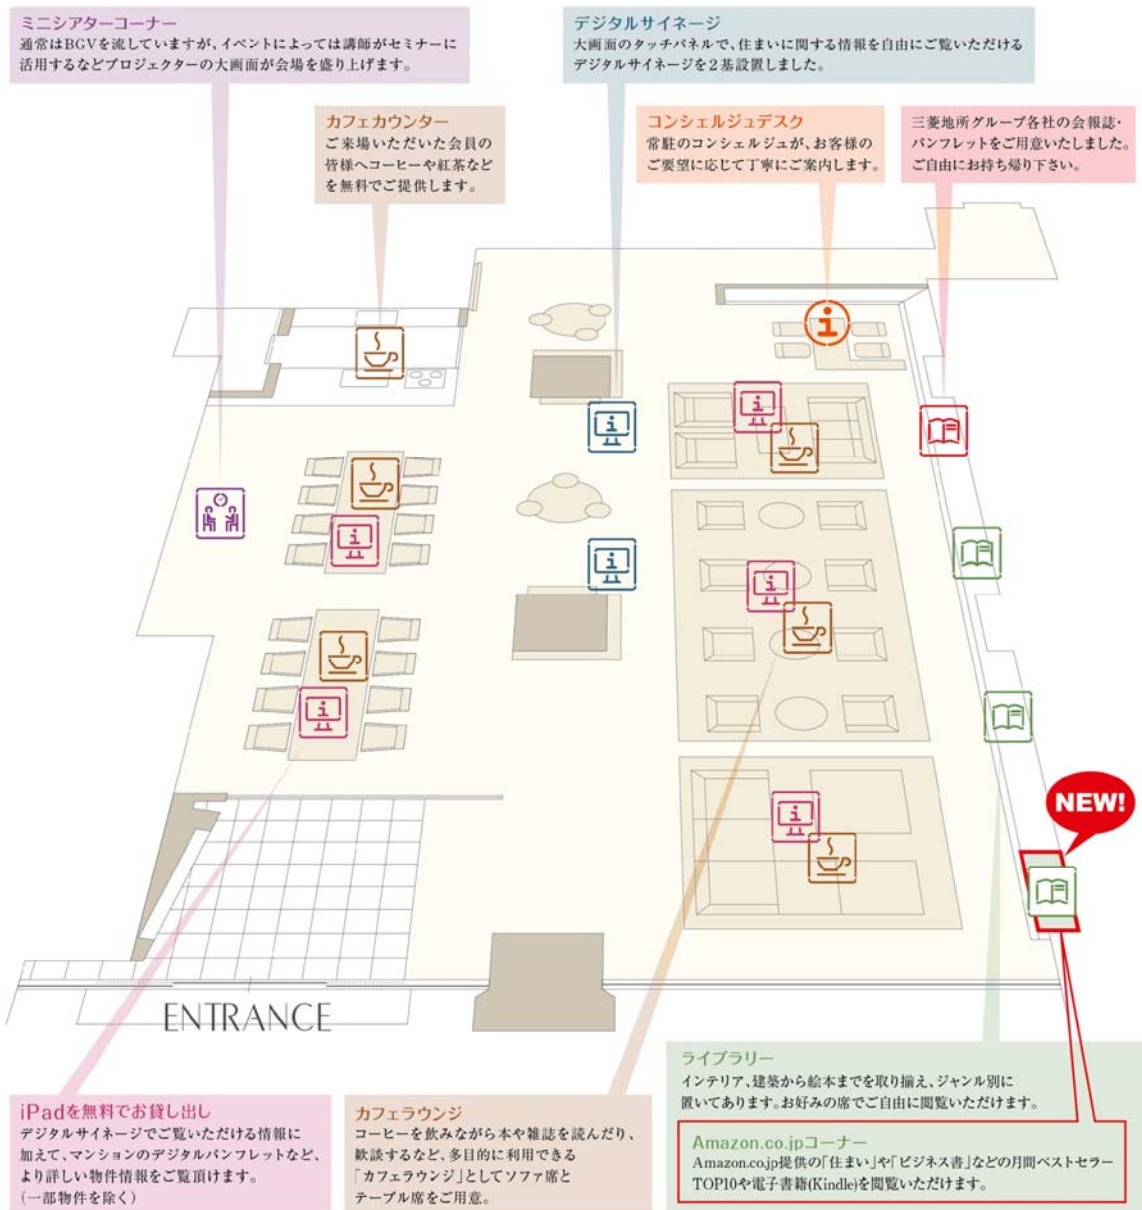 ミニシアターコーナー
通常はBGVを流していますが、イベントによっては講師がセミナーに
活用するなどプロジェクターの大画面が会場を盛り上げます。
デジタルサイネージ
大画面のタッチパネルで、住まいに関する情報を自由にご覧いただける
デジタルサイネージを2基設置しました。
カフェカウンター
ご来場いただいた会員の
皆様へコーヒーや紅茶など
を無料でご提供します。
コンシェルジュデスク
常駐のコンシェルジュが、お客様の
ご要望に応じて丁寧にご案内します。
三菱地所グループ各社の会報誌・
パンフレットをご用意いたしました。
ご自由にお持ち帰り下さい。
NEW!
ENTRANCE
iPadを無料でお貸し出し
デジタルサイネージでご覧いただける情報に
加えて、マンションのデジタルパンフレットなど、
より詳しい物件情報をご覧頂けます。
(一部物件を除く)
カフェラウンジ
コーヒーを飲みながら本や雑誌を読んだり、
歓談するなど、多目的に利用できる
「カフェラウンジ」としてソファ席と
テーブル席をご用意。
ライブラリー
インテリア、建築から絵本までを取り揃え、ジャンル別に
置いてあります。お好みの席でご自由に閲覧いただけます。
Amazon.co.jpコーナー
Amazon.co.jp提供の「住まい」や「ビジネス書」などの月間ベストセラー
TOP10や電子書籍(Kindle)を閲覧いただけます。